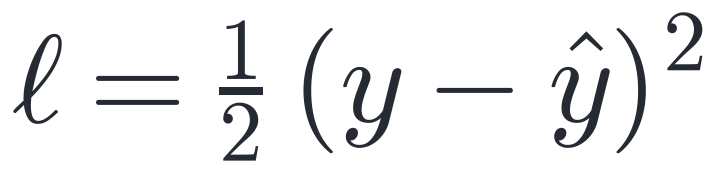 ℓ = 1/2 (y − ŷ)²